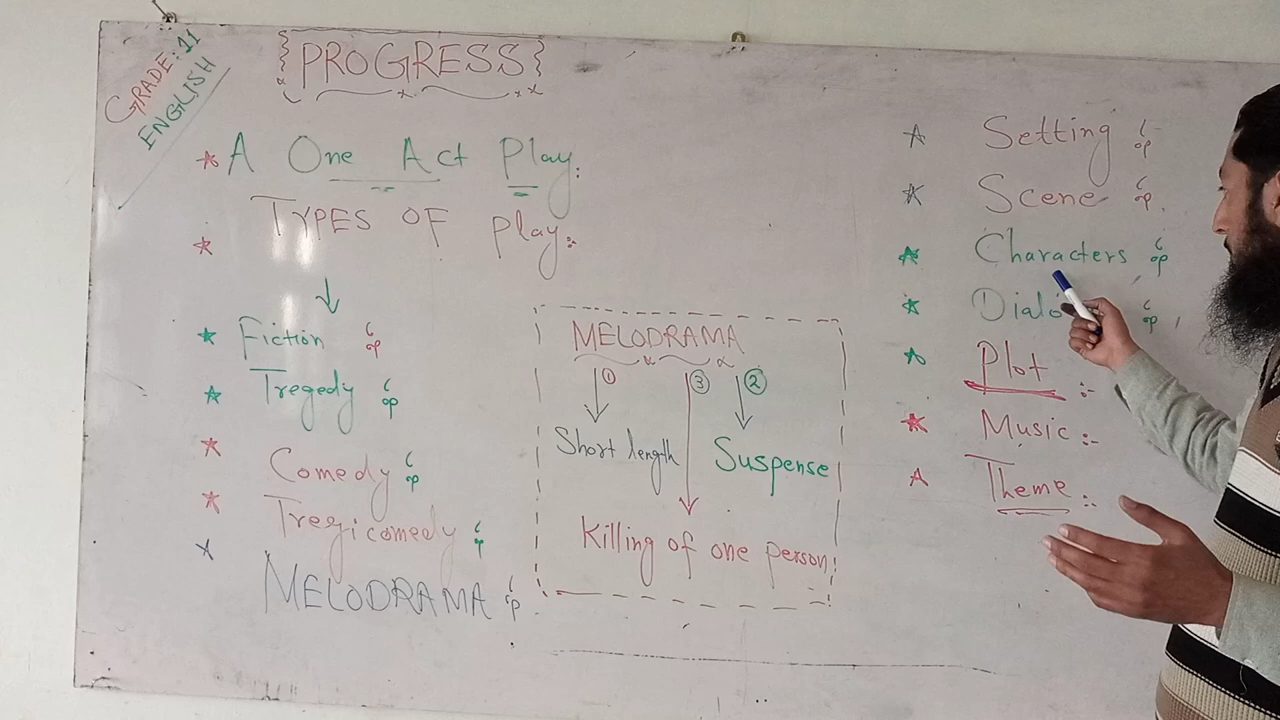 GRADE: 11
ENGLISH
{PROGRESS}
* A One Act Play:
* TYPES OF Play:-
* Fiction
* Tregedy
* Comedy
* Tregicomedy
* MELODRAMA
MELODRAMA
① ③ ②
Short length
Suspense
Killing of one person
* Setting
* Scene
* Characters
* Dialo
* Plot :-
* Music :-
* Theme :-